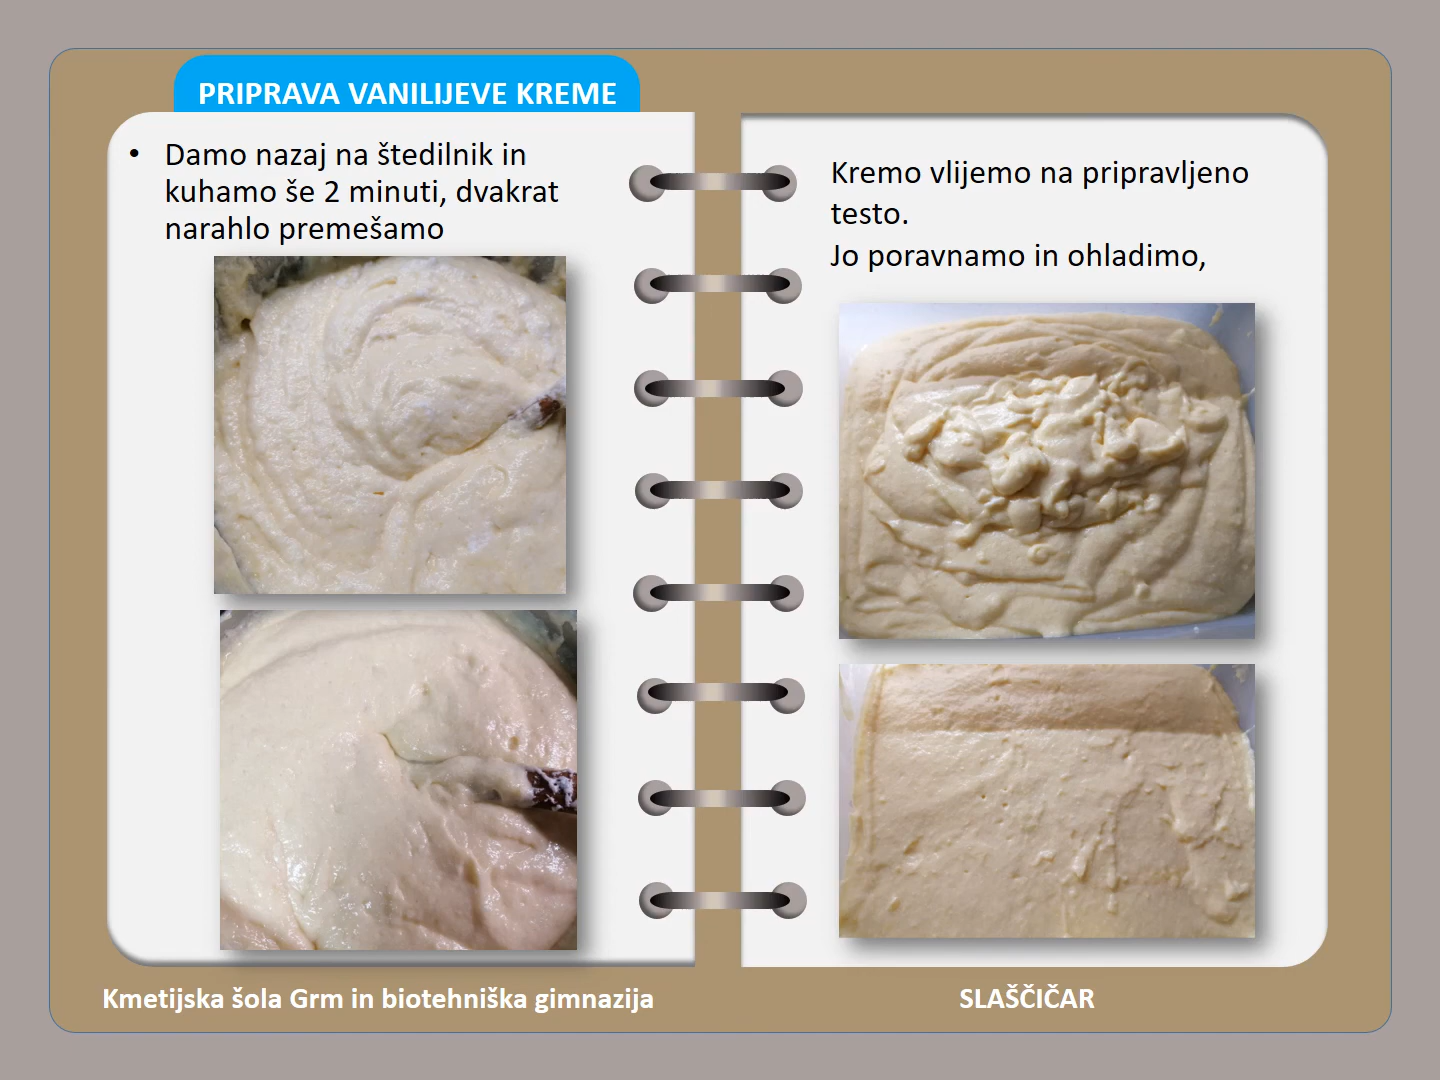 PRIPRAVA VANILIJEVE KREME
• Damo nazaj na štedilnik in
kuhamo še 2 minuti, dvakrat
narahlo premešamo
Kremo vlijemo na pripravljeno
testo.
Jo poravnamo in ohladimo,
Kmetijska šola Grm in biotehniška gimnazija
SLAŠČIČAR